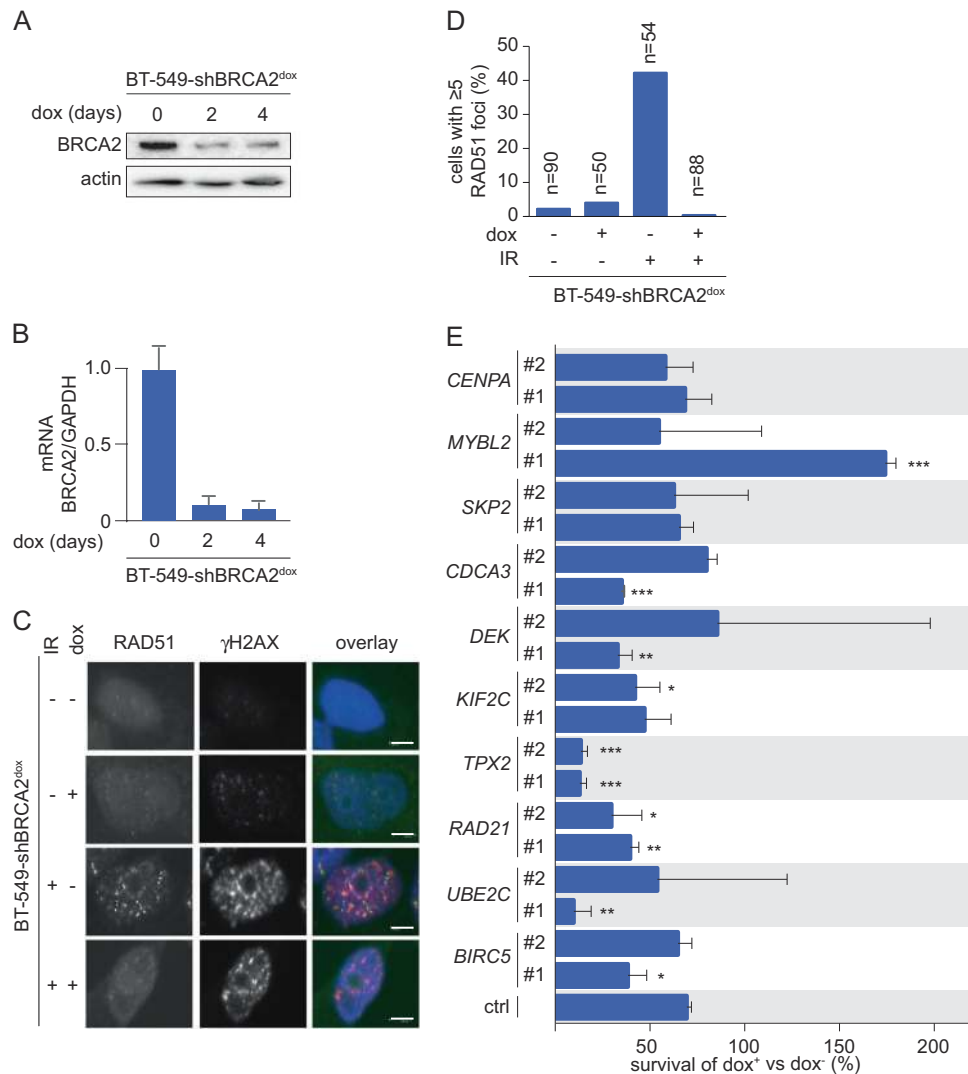 A
BT-549-shBRCA2dox
dox (days) 0 2 4
BRCA2
actin
B
mRNA
BRCA2/GAPDH
1.0
0.5
0
dox (days) 0 2 4
BT-549-shBRCA2dox
C
IR dox RAD51 γH2AX overlay
BT-549-shBRCA2dox
- -
- +
+ -
+ +
D
cells with ≥5
RAD51 foci (%)
50
40
30
20
10
0
n=90 n=50 n=54 n=88
dox - + - +
IR - - + +
BT-549-shBRCA2dox
E
CENPA #2
#1
MYBL2 #2
#1 ***
SKP2 #2
#1
CDCA3 #2
#1 ***
DEK #2
#1 **
KIF2C #2 *
#1
TPX2 #2 ***
#1 ***
RAD21 #2 *
#1 **
UBE2C #2
#1 **
BIRC5 #2
#1 *
ctrl
50 100 150 200
survival of dox+ vs dox- (%)